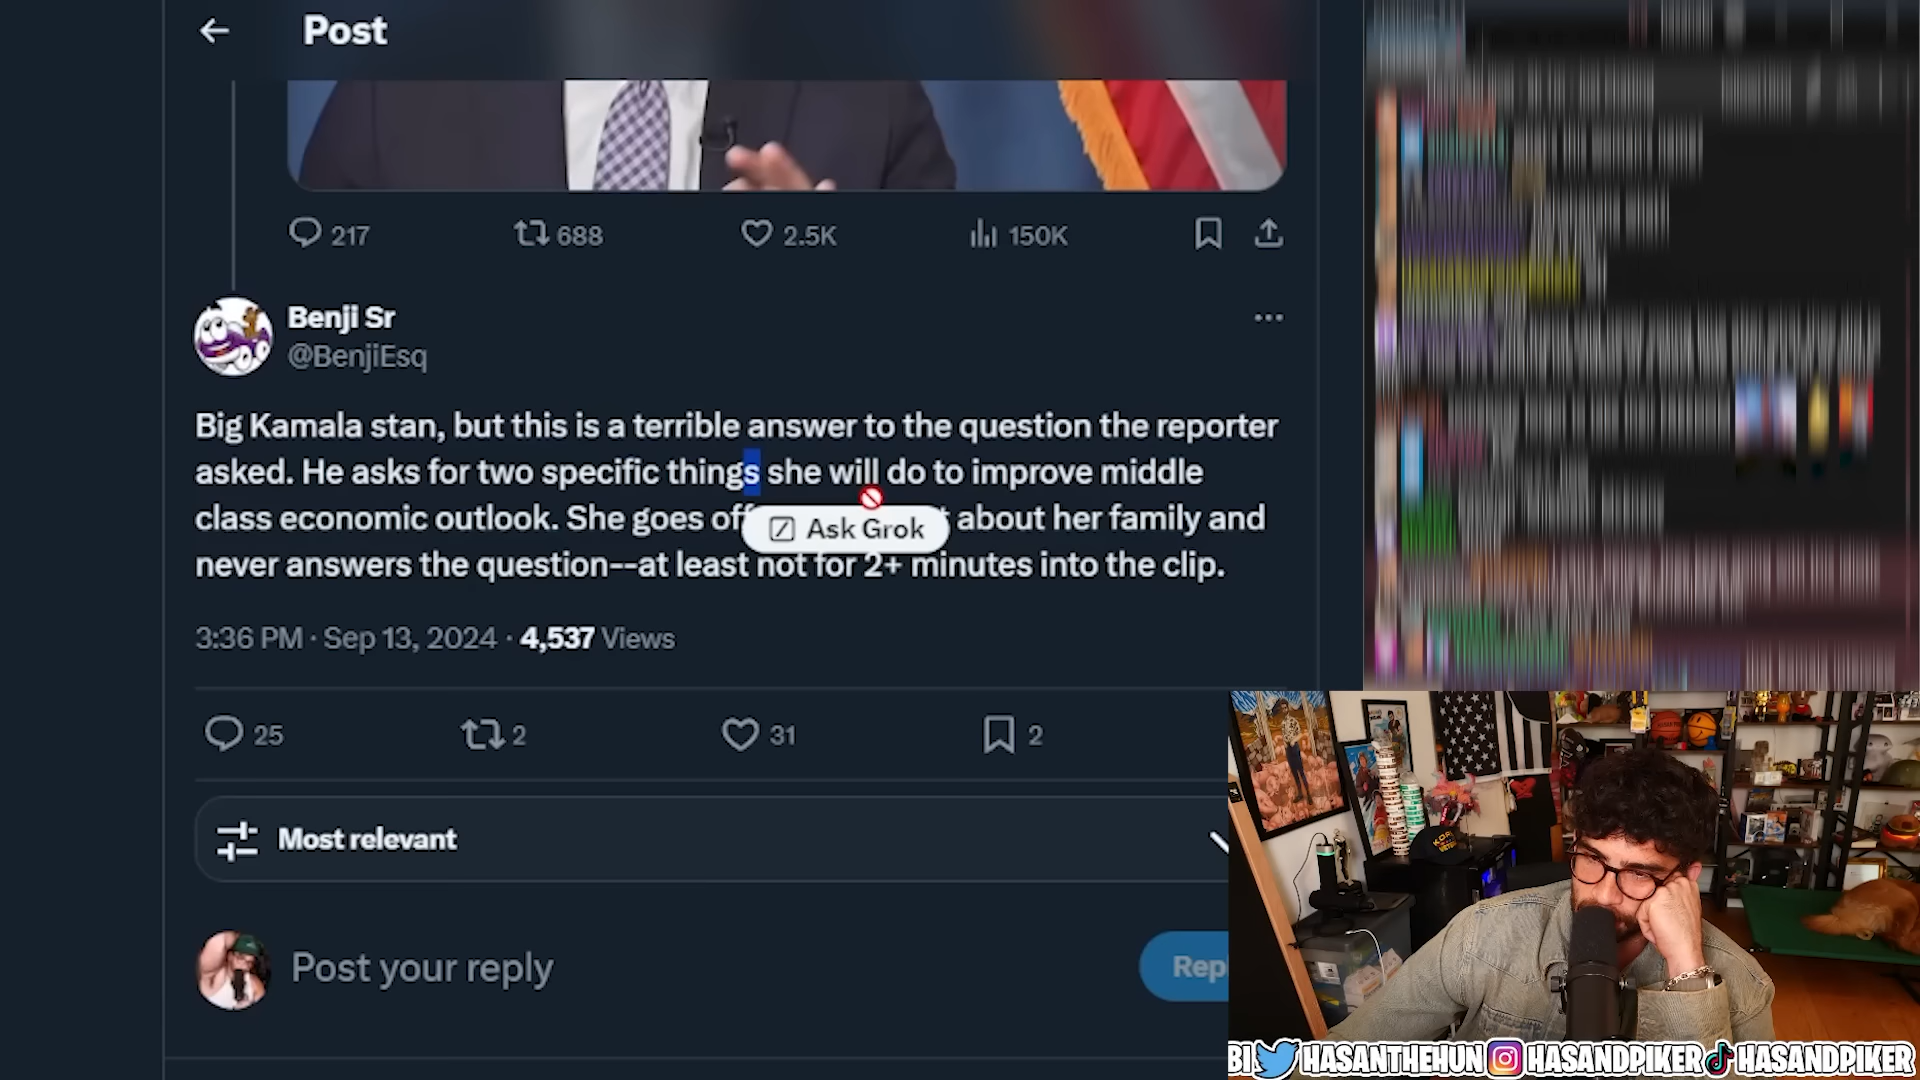 Post
217
688
2.5K
150K
Benji Sr
@BenjiEsq
Big Kamala stan, but this is a terrible answer to the question the reporter
asked. He asks for two specific things she will do to improve middle
class economic outlook. She goes off about her family and
Ask Grok
never answers the question--at least not for 2+ minutes into the clip.
3:36 PM · Sep 13, 2024 · 4,537 Views
25
2
31
2
Most relevant
Post your reply
Rep
HASANTHEHUN HASANDPIKER HASANDPIKER